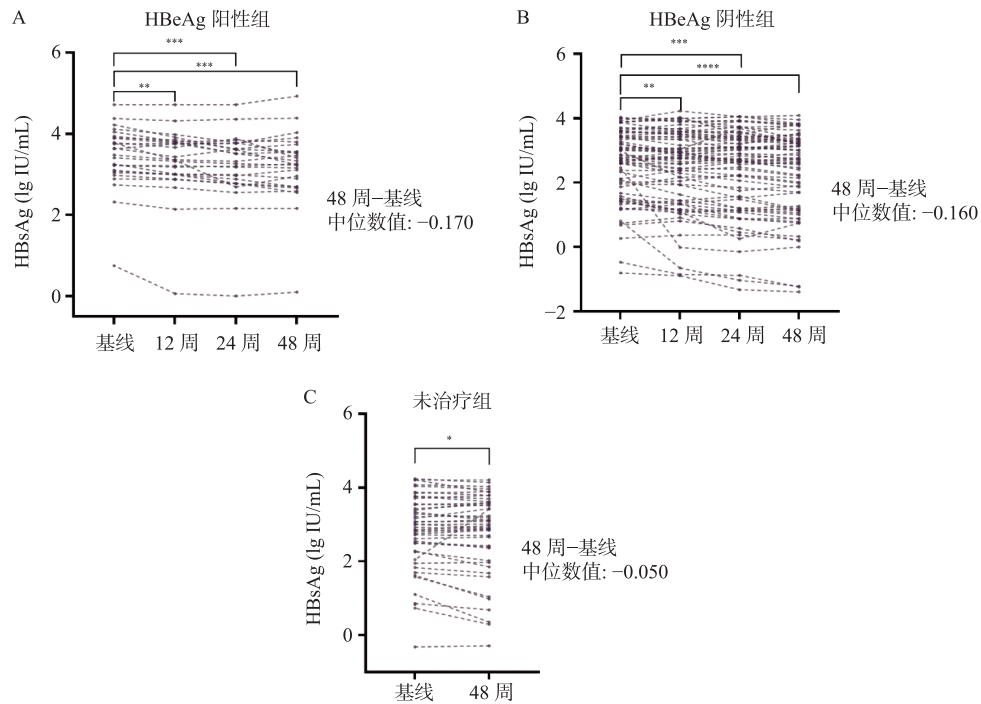 A
HBeAg 阳性组
HBsAg (lg IU/mL)
6
4
2
0
***
***
**
基线
12 周
24 周
48 周
48 周−基线
中位数值: −0.170
B
HBeAg 阴性组
HBsAg (lg IU/mL)
6
4
2
0
−2
***
****
**
基线
12 周
24 周
48 周
48 周−基线
中位数值: −0.160
C
未治疗组
HBsAg (lg IU/mL)
6
4
2
0
*
基线
48 周
48 周−基线
中位数值: −0.050